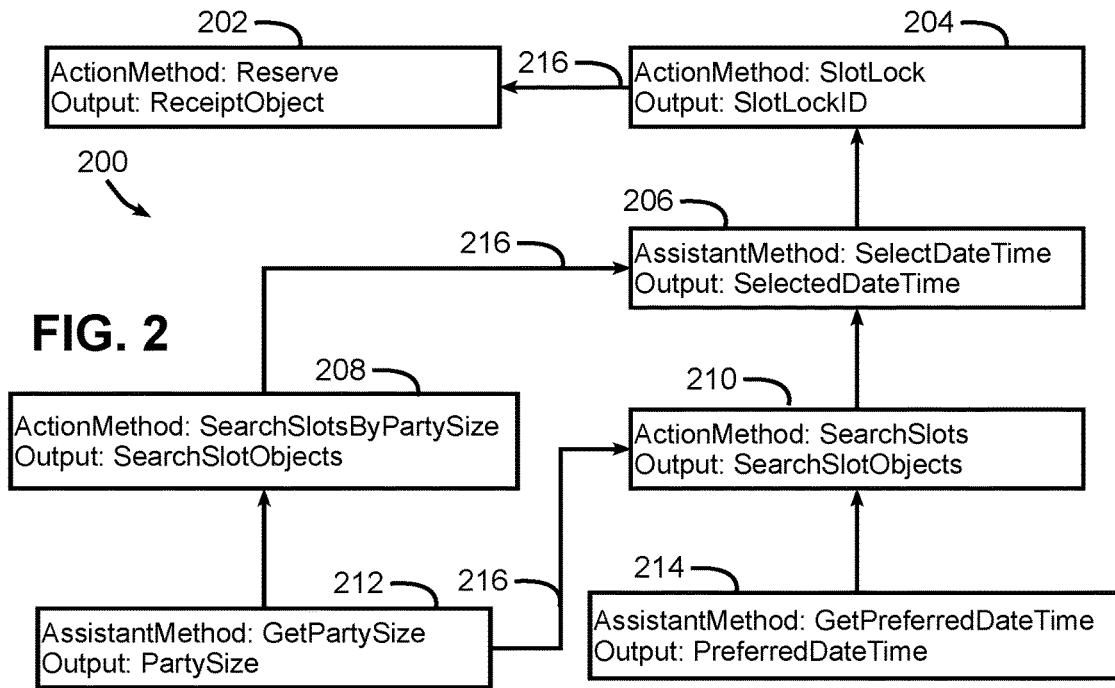 202
204
ActionMethod: Reserve
Output: ReceiptObject
216
ActionMethod: SlotLock
Output: SlotLockID
200
206
216
AssistantMethod: SelectDateTime
Output: SelectedDateTime
FIG. 2
208
210
ActionMethod: SearchSlotsByPartySize
Output: SearchSlotObjects
ActionMethod: SearchSlots
Output: SearchSlotObjects
212
216
214
AssistantMethod: GetPartySize
Output: PartySize
AssistantMethod: GetPreferredDateTime
Output: PreferredDateTime